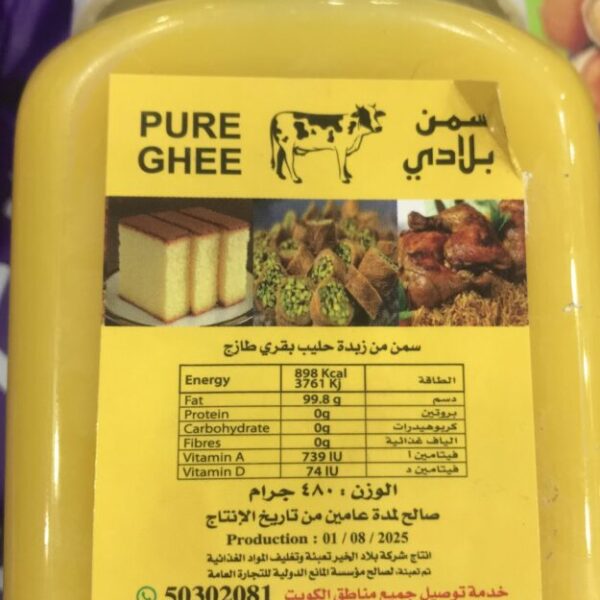 PURE
GHEE
سمن
بلادي
سمن من زبدة حليب بقري طازج
Energy 898 Kcal 3761 Kj الطاقة
Fat 99.8 g دسم
Protein 0g بروتين
Carbohydrate 0g كربوهيدرات
Fibres 0g الياف غذائية
Vitamin A 739 IU فيتامين ا
Vitamin D 74 IU فيتامين د
الوزن : ٤٨٠ جرام
صالح لمدة عامين من تاريخ الإنتاج
Production : 01 / 08 / 2025
انتاج شركة بلاد الخير تعبئة وتغليف المواد الغذائية
تم تعبئة لصالح مؤسسة المانع الدولية للتجارة العامة
خدمة توصيل جميع مناطق الكويت 50302081